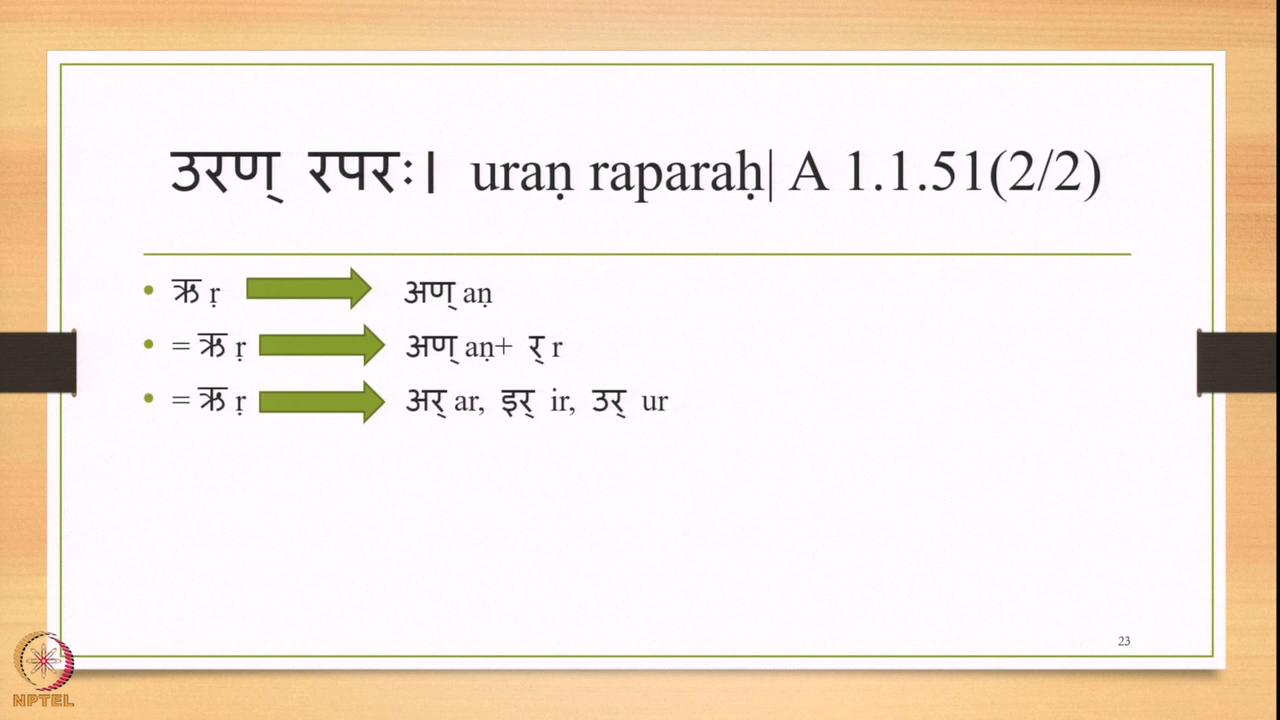 उरण् रपरः। uraṇ raparaḥ| A 1.1.51(2/2)
• ऋ ṛ अण् aṇ
• = ऋ ṛ अण् aṇ+ र् r
• = ऋ ṛ अर् ar, इर् ir, उर् ur
23
NPTEL